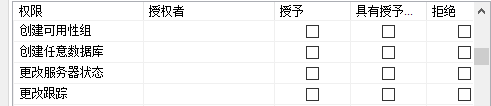 权限 授权者 授予 具有授予... 拒绝
创建可用性组
创建任意数据库
更改服务器状态
更改跟踪